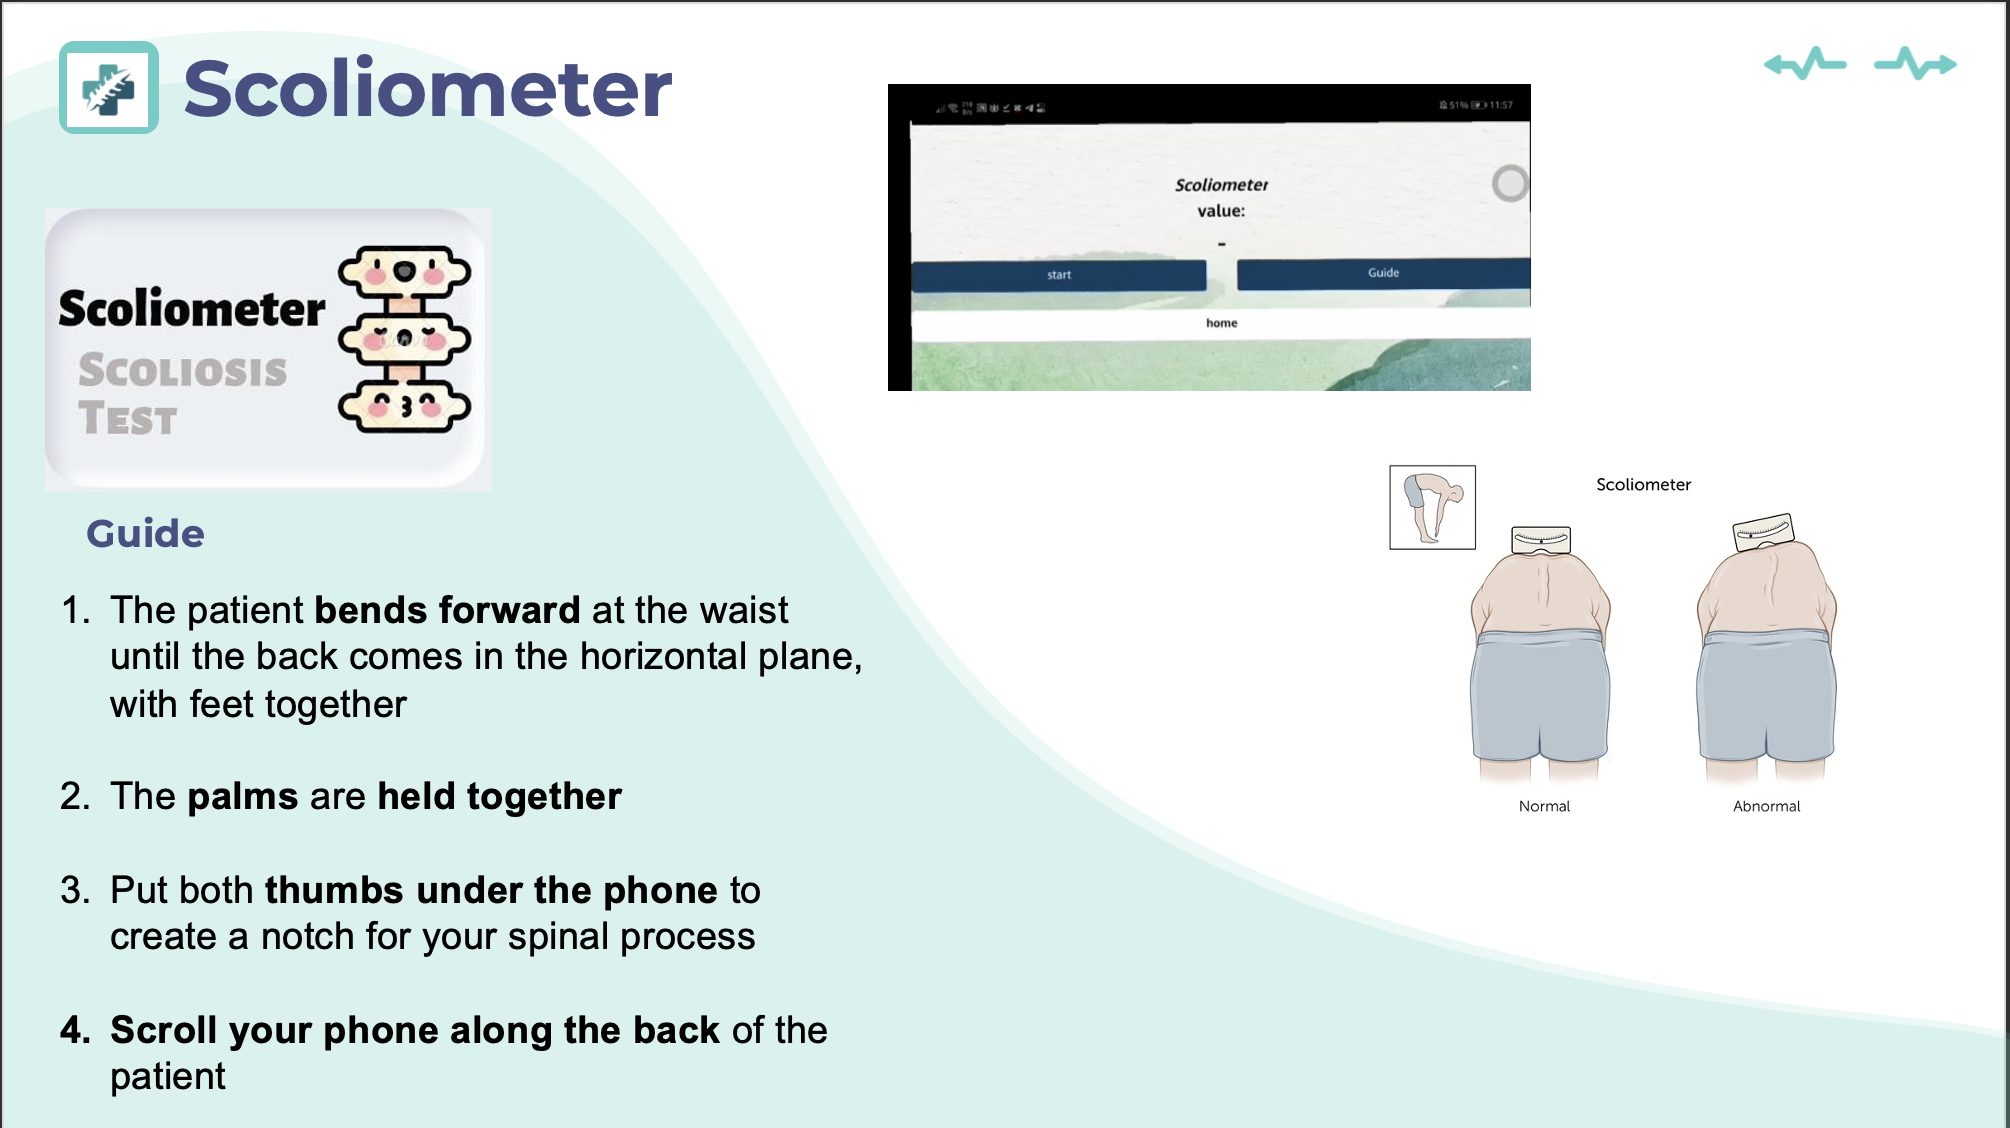 Scoliometer
Scoliometer
Scoliosis
Test
51% 11:57
Scoliometer
value:
-
start
Guide
home
Guide
1. The patient bends forward at the waist
until the back comes in the horizontal plane,
with feet together
2. The palms are held together
3. Put both thumbs under the phone to
create a notch for your spinal process
4. Scroll your phone along the back of the
patient
Scoliometer
Normal
Abnormal